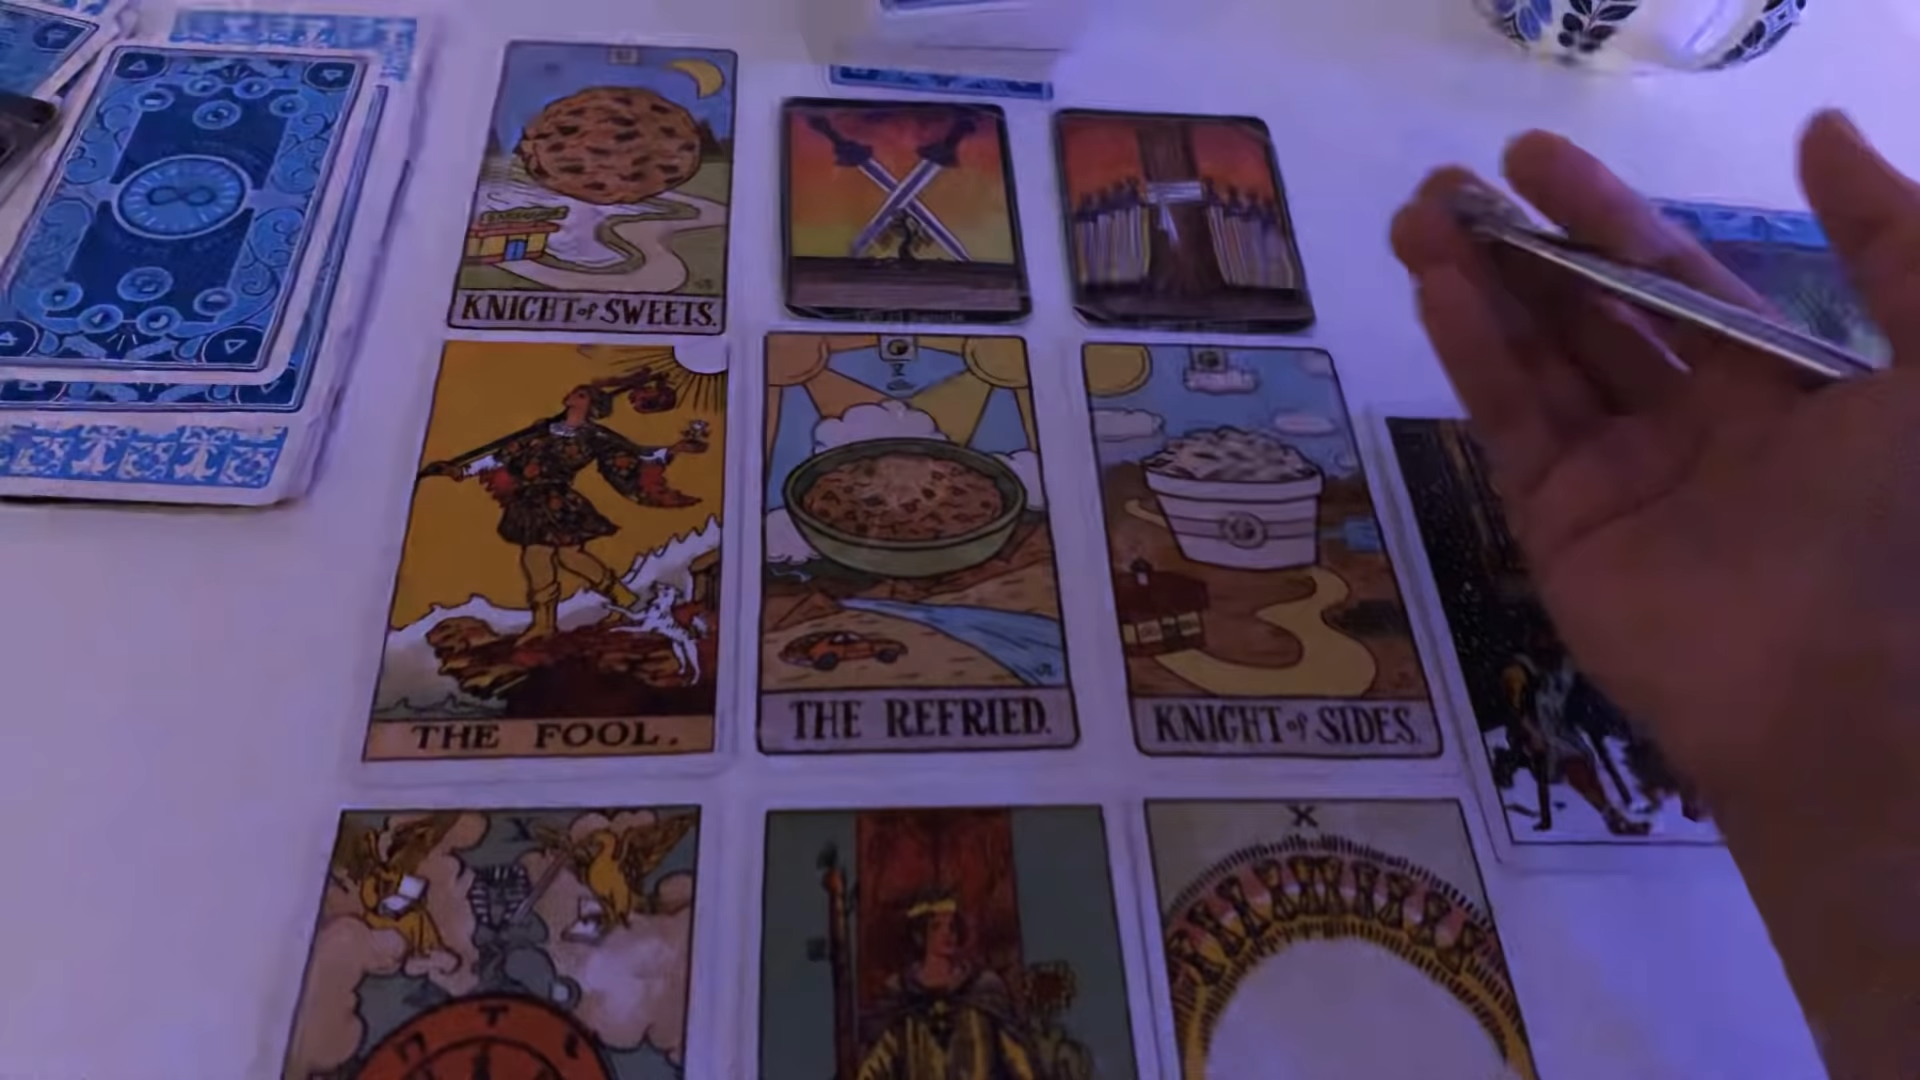 KNIGHT of SWEETS.
THE FOOL.
THE REFRIED.
KNIGHT of SIDES.
X
X
T